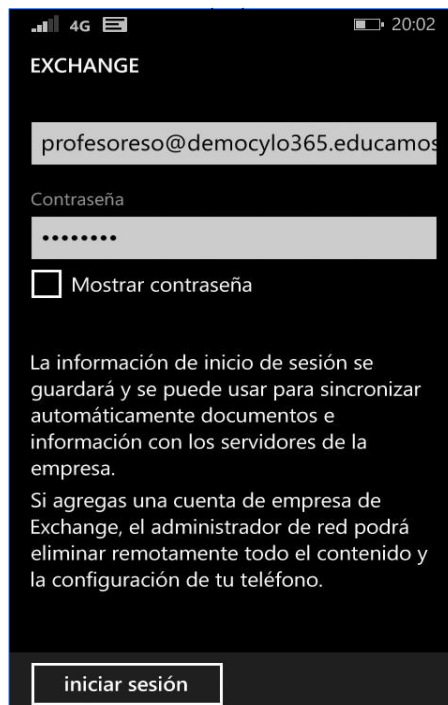 4G 20:02
EXCHANGE
profesoreso@democylo365.educamos
Contraseña
••••••••
Mostrar contraseña
La información de inicio de sesión se
guardará y se puede usar para sincronizar
automáticamente documentos e
información con los servidores de la
empresa.
Si agregas una cuenta de empresa de
Exchange, el administrador de red podrá
eliminar remotamente todo el contenido y
la configuración de tu teléfono.
iniciar sesión